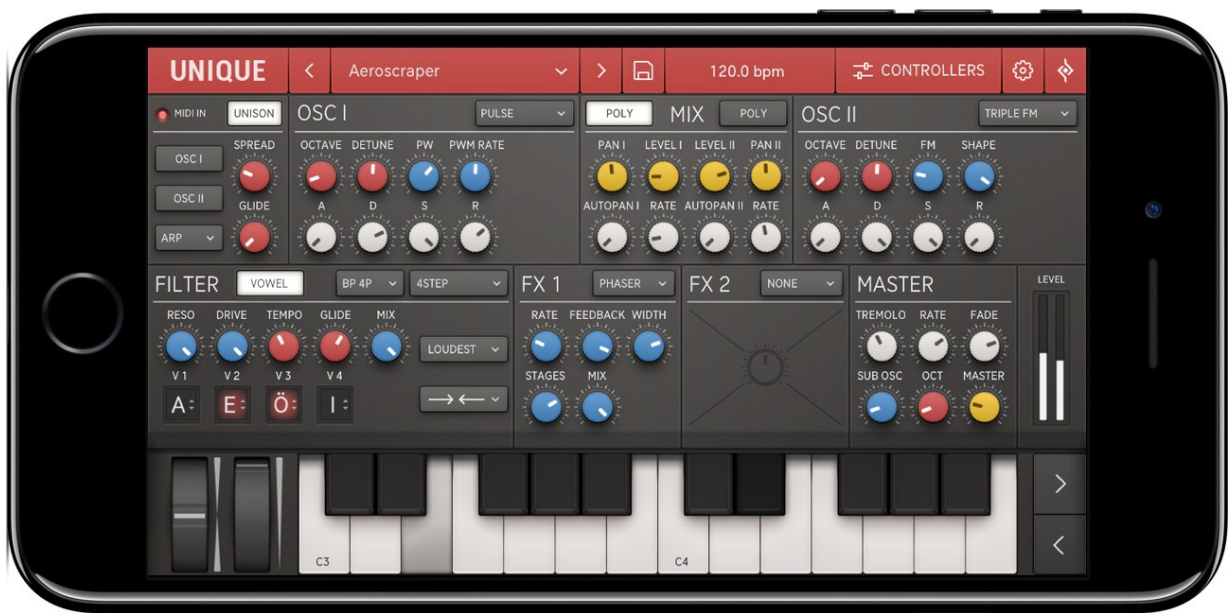 UNIQUE Aeroscraper 120.0 bpm CONTROLLERS
MIDI IN UNISON OSC I PULSE POLY MIX POLY OSC II TRIPLE FM
SPREAD OCTAVE DETUNE PW PWM RATE PAN I LEVEL I LEVEL II PAN II OCTAVE DETUNE FM SHAPE
OSC I
OSC II
GLIDE A D S R AUTOPAN I RATE AUTOPAN II RATE A D S R
ARP
FILTER VOWEL BP 4P 4STEP FX 1 PHASER FX 2 NONE MASTER LEVEL
RESO DRIVE TEMPO GLIDE MIX RATE FEEDBACK WIDTH TREMOLO RATE FADE
LOUDEST
V 1 V 2 V 3 V 4 STAGES MIX SUB OSC OCT MASTER
A E Ö I
C3 C4